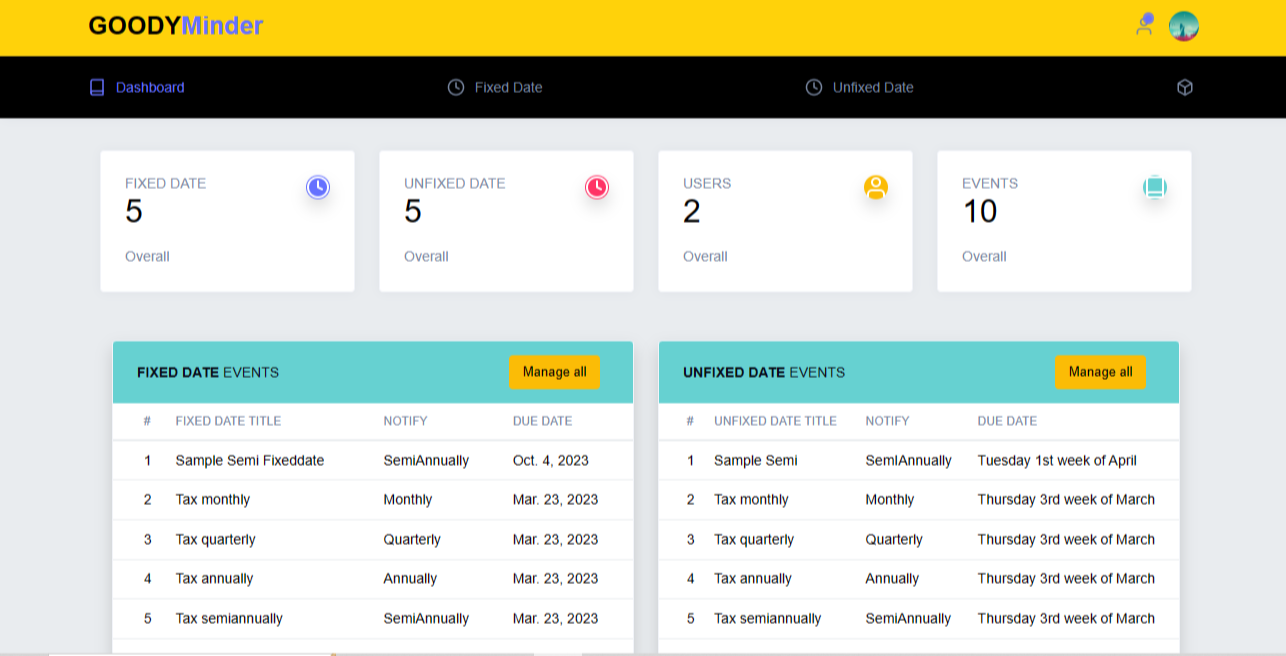 GOODYMinder
Dashboard Fixed Date Unfixed Date
FIXED DATE
5
Overall
UNFIXED DATE
5
Overall
USERS
2
Overall
EVENTS
10
Overall
FIXED DATE EVENTS Manage all
# FIXED DATE TITLE NOTIFY DUE DATE
1 Sample Semi Fixeddate SemiAnnually Oct. 4, 2023
2 Tax monthly Monthly Mar. 23, 2023
3 Tax quarterly Quarterly Mar. 23, 2023
4 Tax annually Annually Mar. 23, 2023
5 Tax semiannually SemiAnnually Mar. 23, 2023
UNFIXED DATE EVENTS Manage all
# UNFIXED DATE TITLE NOTIFY DUE DATE
1 Sample Semi SemIAnnually Tuesday 1st week of April
2 Tax monthly Monthly Thursday 3rd week of March
3 Tax quarterly Quarterly Thursday 3rd week of March
4 Tax annually Annually Thursday 3rd week of March
5 Tax semiannually SemiAnnually Thursday 3rd week of March